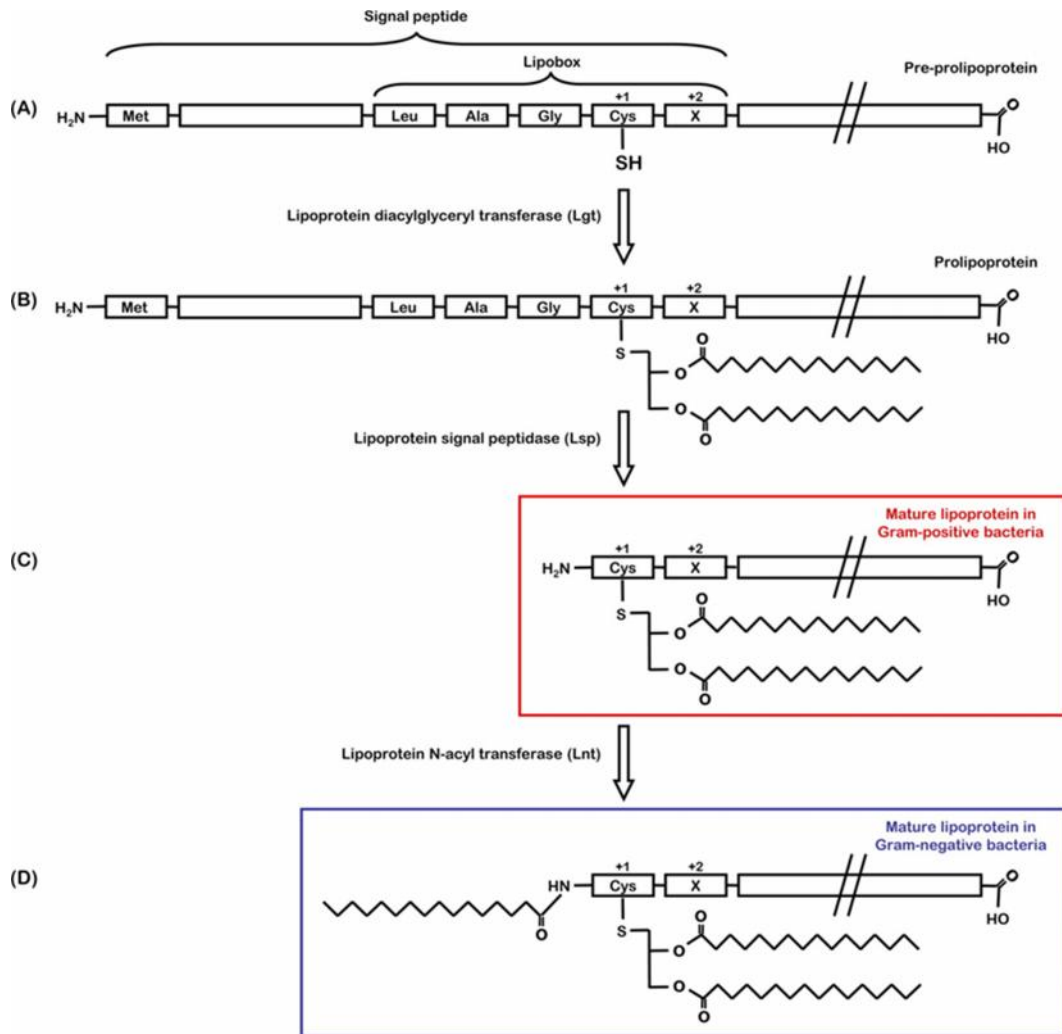 Signal peptide
Lipobox
Pre-prolipoprotein
(A)
+1 +2
H₂N Met Leu Ala Gly Cys X O
HO
SH
Lipoprotein diacylglyceryl transferase (Lgt)
Prolipoprotein
(B)
+1 +2
H₂N Met Leu Ala Gly Cys X O
HO
O
S
O
O
O
Lipoprotein signal peptidase (Lsp)
Mature lipoprotein in
Gram-positive bacteria
(C)
+1 +2
H₂N Cys X O
HO
O
S
O
O
O
Lipoprotein N-acyl transferase (Lnt)
Mature lipoprotein in
Gram-negative bacteria
(D)
+1 +2
HN Cys X O
HO
O
S
O
O
O
O